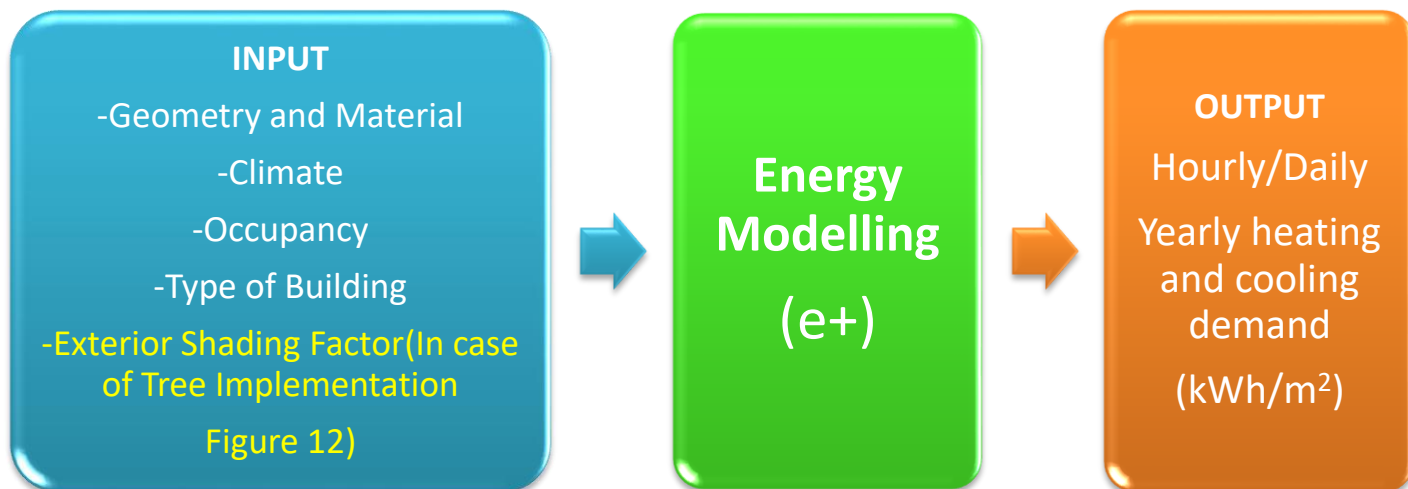 INPUT
-Geometry and Material
-Climate
-Occupancy
-Type of Building
-Exterior Shading Factor(In case
of Tree Implementation
Figure 12)
Energy
Modelling
(e+)
OUTPUT
Hourly/Daily
Yearly heating
and cooling
demand
(kWh/m²)